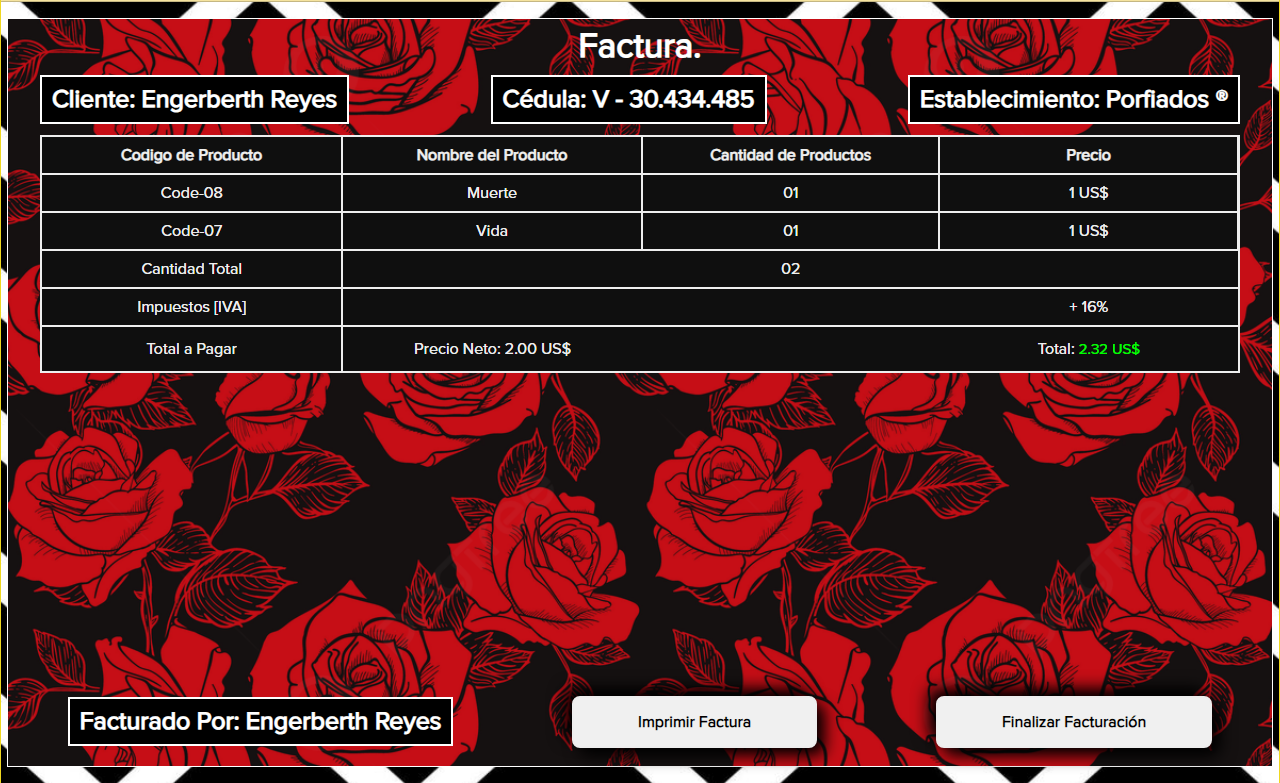 Factura.
Cliente: Engerberth Reyes
Cédula: V - 30.434.485
Establecimiento: Porfiados ®
Codigo de Producto Nombre del Producto Cantidad de Productos Precio
Code-08 Muerte 01 1 US$
Code-07 Vida 01 1 US$
Cantidad Total 02
Impuestos [IVA] + 16%
Total a Pagar Precio Neto: 2.00 US$ Total: 2.32 US$
Facturado Por: Engerberth Reyes
Imprimir Factura
Finalizar Facturación